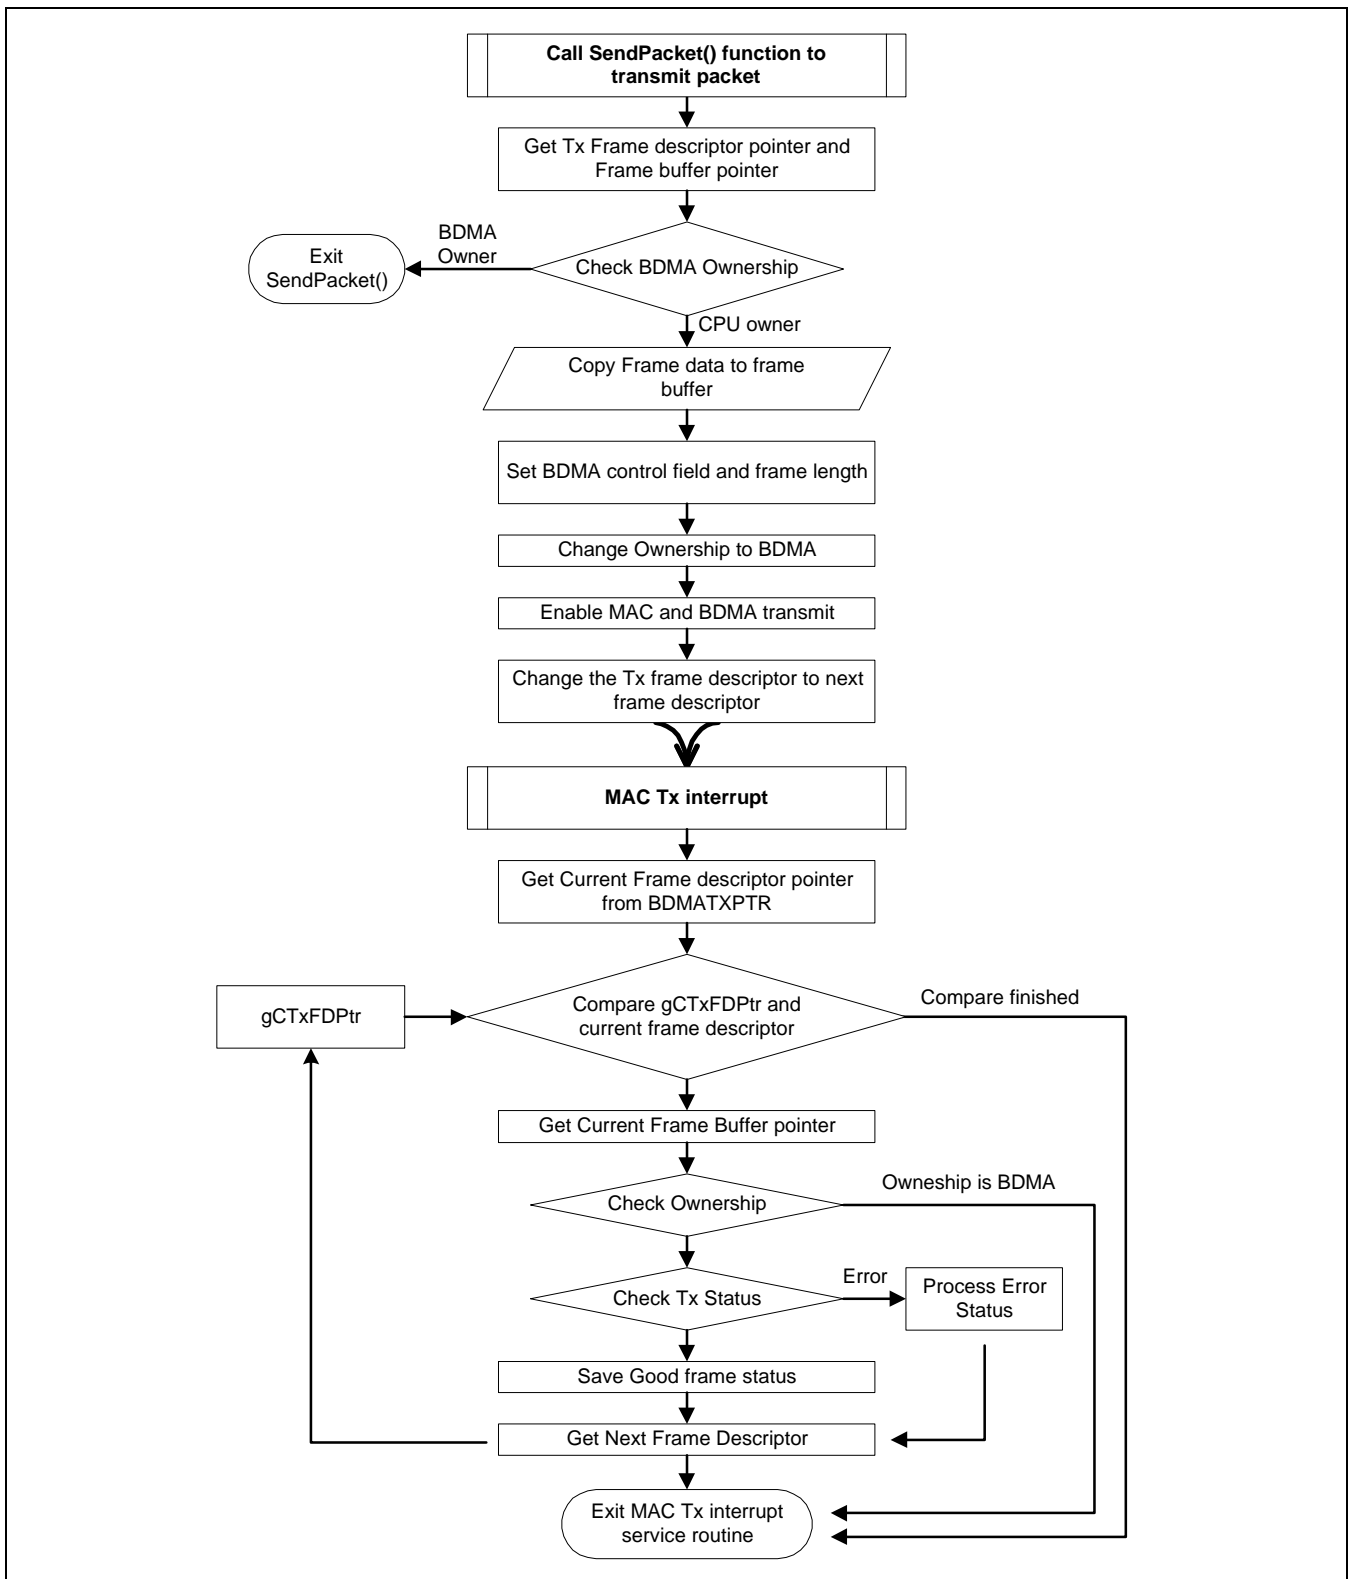 Call SendPacket() function to
transmit packet
Get Tx Frame descriptor pointer and
Frame buffer pointer
BDMA
Owner
Exit
SendPacket()
Check BDMA Ownership
CPU owner
Copy Frame data to frame
buffer
Set BDMA control field and frame length
Change Ownership to BDMA
Enable MAC and BDMA transmit
Change the Tx frame descriptor to next
frame descriptor
MAC Tx interrupt
Get Current Frame descriptor pointer
from BDMATXPTR
gCTxFDPtr
Compare gCTxFDPtr and
current frame descriptor
Compare finished
Get Current Frame Buffer pointer
Check Ownership
Owneship is BDMA
Check Tx Status
Error
Process Error
Status
Save Good frame status
Get Next Frame Descriptor
Exit MAC Tx interrupt
service routine